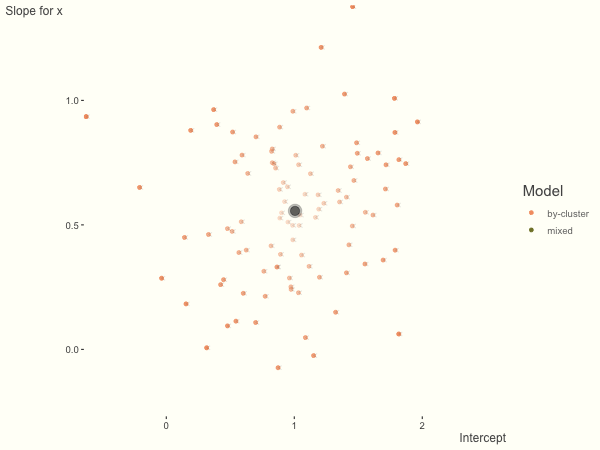 Slope for x
1.0
0.5
0.0
0
1
2
Intercept
Model
by-cluster
mixed